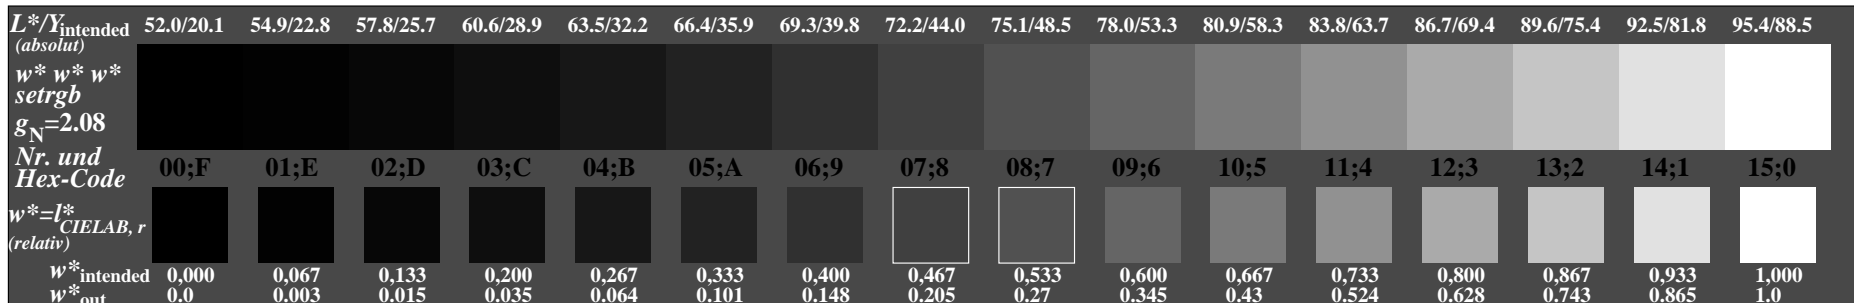 L*/Yintended 52.0/20.1 54.9/22.8 57.8/25.7 60.6/28.9 63.5/32.2 66.4/35.9 69.3/39.8 72.2/44.0 75.1/48.5 78.0/53.3 80.9/58.3 83.8/63.7 86.7/69.4 89.6/75.4 92.5/81.8 95.4/88.5
(absolut)
w* w* w*
setrgb
gN=2.08
Nr. und
Hex-Code
00;F 01;E 02;D 03;C 04;B 05;A 06;9 07;8 08;7 09;6 10;5 11;4 12;3 13;2 14;1 15;0
w*=l*CIELAB, r
(relativ)
w*intended 0,000 0,067 0,133 0,200 0,267 0,333 0,400 0,467 0,533 0,600 0,667 0,733 0,800 0,867 0,933 1,000
w*out 0.0 0.003 0.015 0.035 0.064 0.101 0.148 0.205 0.27 0.345 0.43 0.524 0.628 0.743 0.865 1.0